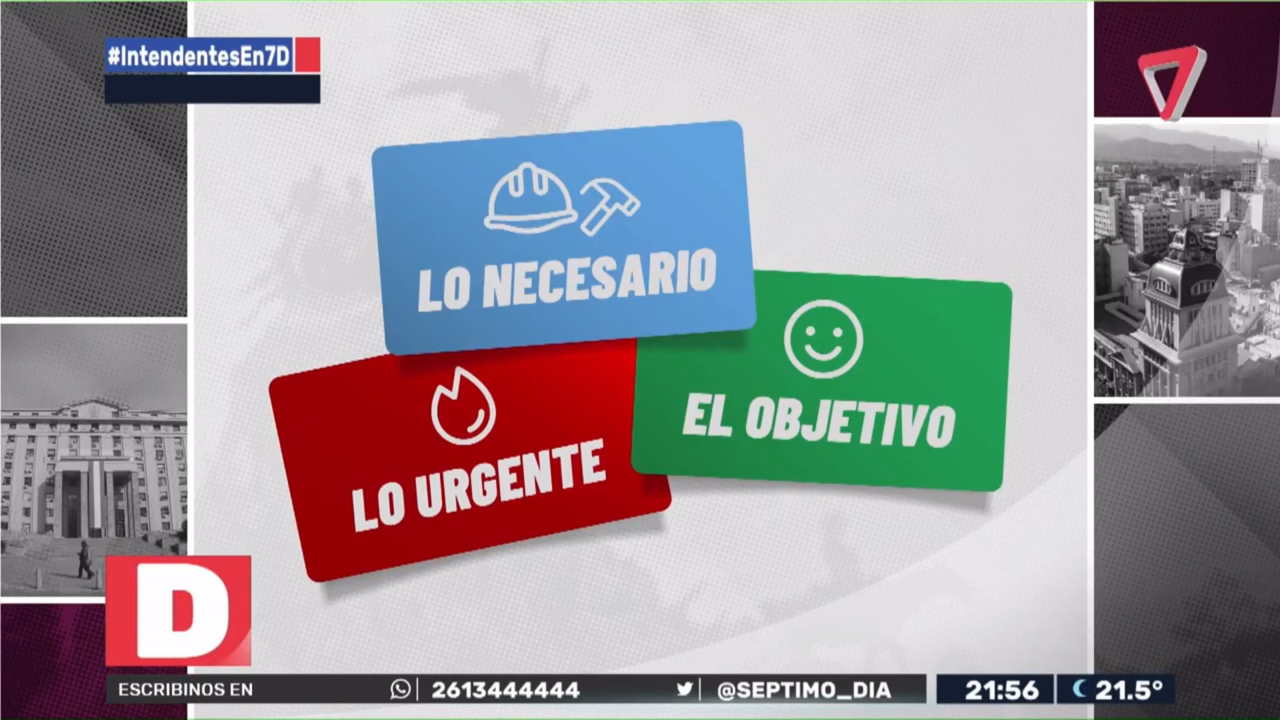 #IntendentesEn7D
LO NECESARIO
EL OBJETIVO
LO URGENTE
D
ESCRIBINOS EN
2613444444
@SEPTIMO_DIA
21:56
21.5°